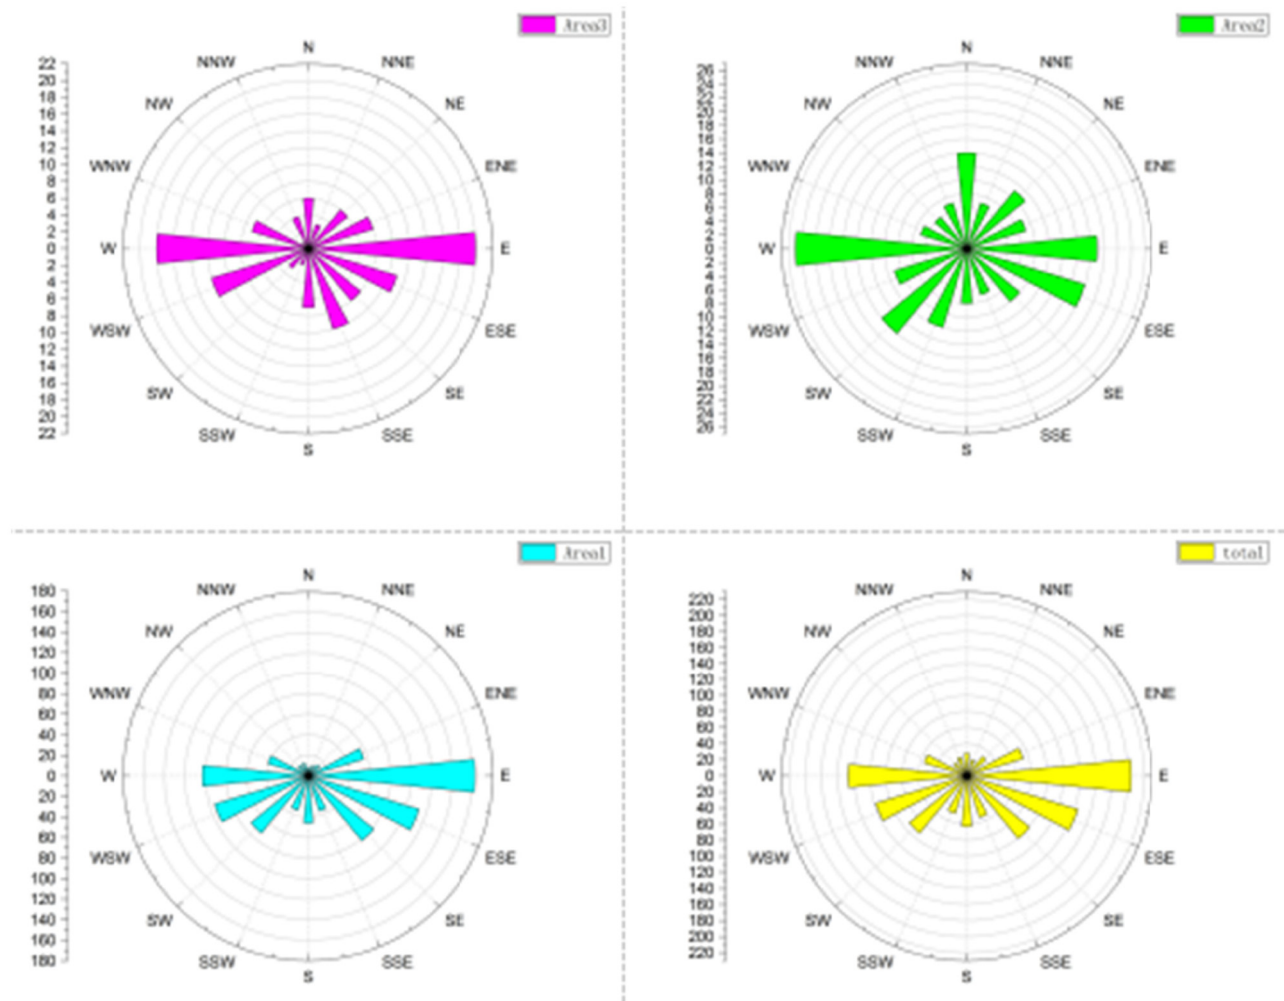 Area3
N
NNW NNE
NW NE
WNW ENE
W E
WSW ESE
SW SE
SSW SSE
S
22
20
18
16
14
12
10
8
6
4
2
0
2
4
6
8
10
12
14
16
18
20
22
Area2
N
NNW NNE
NW NE
WNW ENE
W E
WSW ESE
SW SE
SSW SSE
S
26
24
22
20
18
16
14
12
10
8
6
4
2
0
2
4
6
8
10
12
14
16
18
20
22
24
26
Area1
N
NNW NNE
NW NE
WNW ENE
W E
WSW ESE
SW SE
SSW SSE
S
180
160
140
120
100
80
60
40
20
0
20
40
60
80
100
120
140
160
180
total
N
NNW NNE
NW NE
WNW ENE
W E
WSW ESE
SW SE
SSW SSE
S
220
200
180
160
140
120
100
80
60
40
20
0
20
40
60
80
100
120
140
160
180
200
220